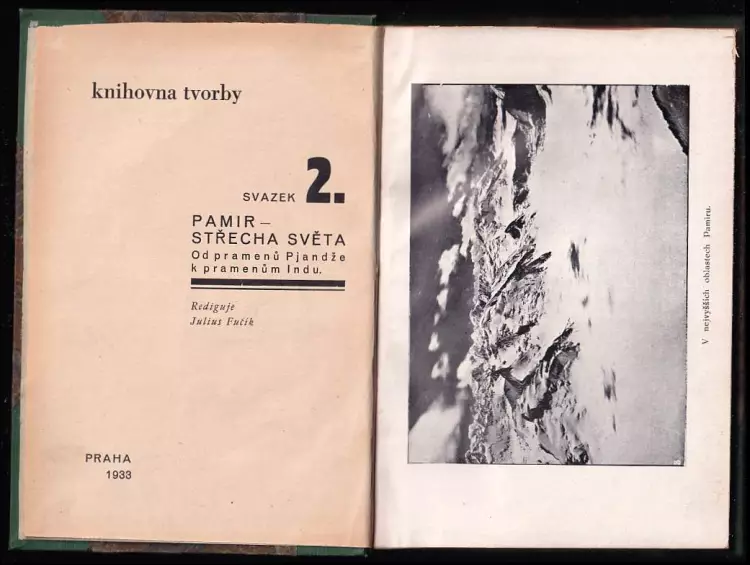 knihovna tvorby
SVAZEK 2.
PAMIR –
STŘECHA SVĚTA
Od pramenů Pjandže
k pramenům Indu.
Rediguje
Julius Fučík
PRAHA
1933
V nejvyšších oblastech Pamiru.